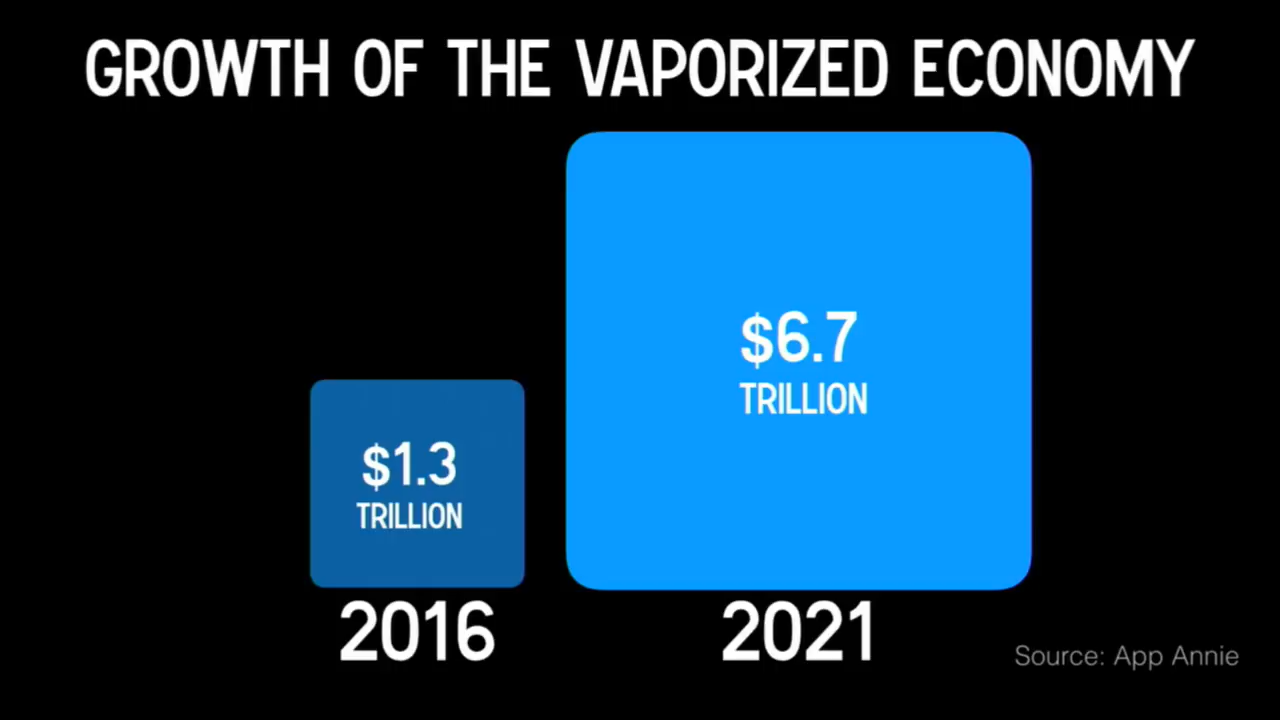 GROWTH OF THE VAPORIZED ECONOMY
$1.3
TRILLION
2016
$6.7
TRILLION
2021
Source: App Annie